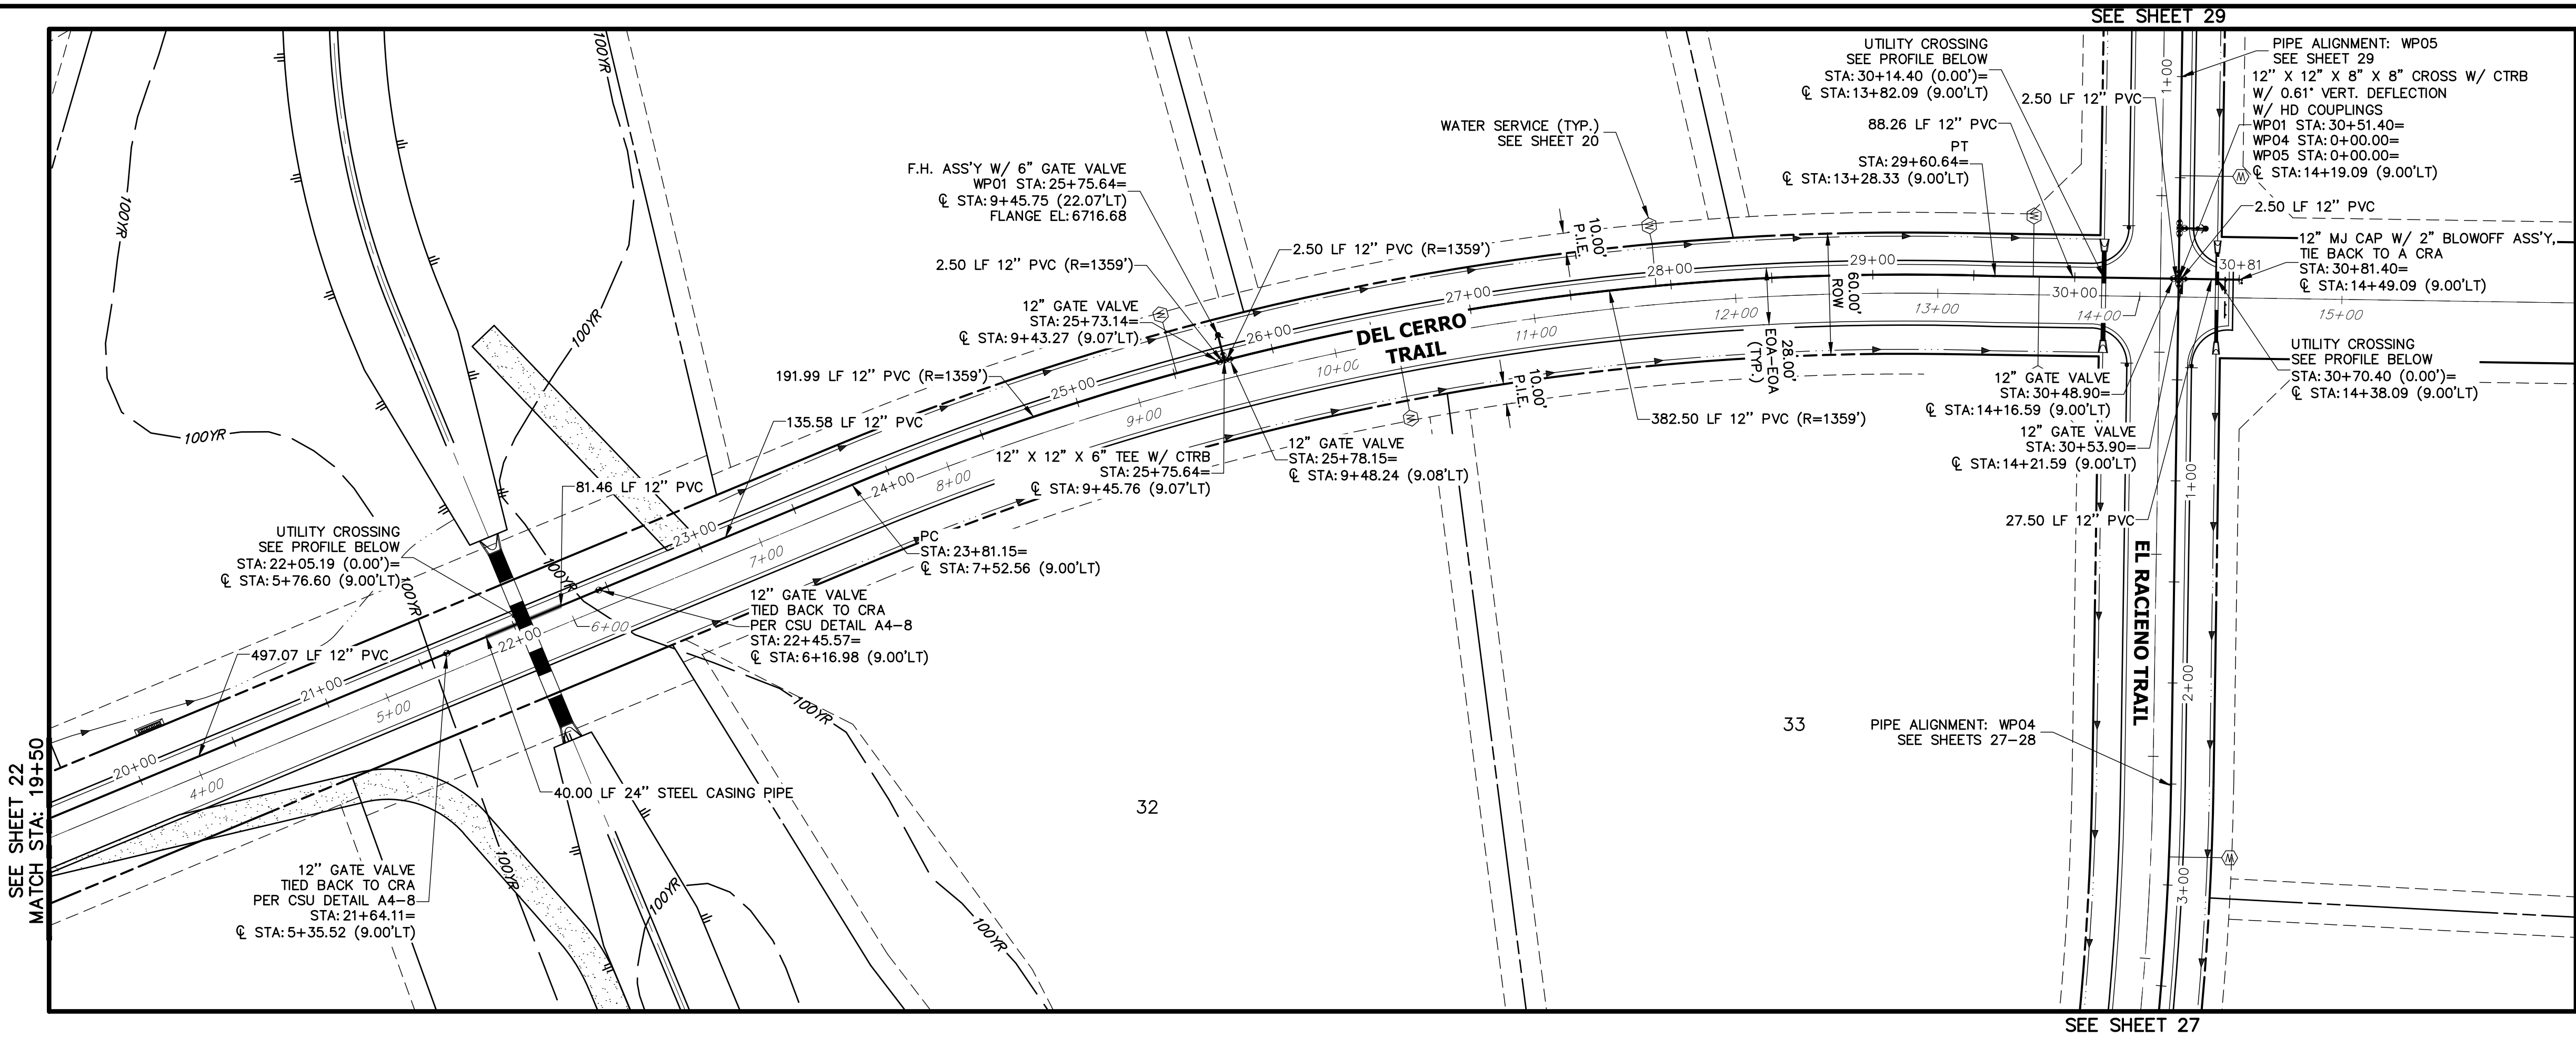 SEE SHEET 29
UTILITY CROSSING
SEE PROFILE BELOW
STA: 30+14.40 (0.00')=
℄ STA: 13+82.09 (9.00'LT)
2.50 LF 12" PVC
88.26 LF 12" PVC
PT
STA: 29+60.64=
℄ STA: 13+28.33 (9.00'LT)
PIPE ALIGNMENT: WP05
SEE SHEET 29
12" X 12" X 8" X 8" CROSS W/ CTRB
W/ 0.61° VERT. DEFLECTION
W/ HD COUPLINGS
WP01 STA: 30+51.40=
WP04 STA: 0+00.00=
WP05 STA: 0+00.00=
℄ STA: 14+19.09 (9.00'LT)
2.50 LF 12" PVC
12" MJ CAP W/ 2" BLOWOFF ASS'Y,
TIE BACK TO A CRA
STA: 30+81.40=
℄ STA: 14+49.09 (9.00'LT)
1+00
W
30+81
WATER SERVICE (TYP.)
SEE SHEET 20
W
W
F.H. ASS'Y W/ 6" GATE VALVE
WP01 STA: 25+75.64=
℄ STA: 9+45.75 (22.07'LT)
FLANGE EL: 6716.68
2.50 LF 12" PVC (R=1359')
2.50 LF 12" PVC (R=1359')
12" GATE VALVE
STA: 25+73.14=
℄ STA: 9+43.27 (9.07'LT)
W
191.99 LF 12" PVC (R=1359')
135.58 LF 12" PVC
81.46 LF 12" PVC
10.00'
P.I.E.
60.00'
ROW
28.00'
EOA-EOA
(TYP.)
10.00'
P.I.E.
DEL CERRO
TRAIL
20+00
21+00
22+00
23+00
24+00
25+00
26+00
27+00
28+00
29+00
30+00
4+00
5+00
6+00
7+00
8+00
9+00
10+00
11+00
12+00
13+00
14+00
15+00
W
12" X 12" X 6" TEE W/ CTRB
STA: 25+75.64=
℄ STA: 9+45.76 (9.07'LT)
12" GATE VALVE
STA: 25+78.15=
℄ STA: 9+48.24 (9.08'LT)
382.50 LF 12" PVC (R=1359')
12" GATE VALVE
STA: 30+48.90=
℄ STA: 14+16.59 (9.00'LT)
12" GATE VALVE
STA: 30+53.90=
℄ STA: 14+21.59 (9.00'LT)
27.50 LF 12" PVC
UTILITY CROSSING
SEE PROFILE BELOW
STA: 30+70.40 (0.00')=
℄ STA: 14+38.09 (9.00'LT)
UTILITY CROSSING
SEE PROFILE BELOW
STA: 22+05.19 (0.00')=
℄ STA: 5+76.60 (9.00'LT)
PC
STA: 23+81.15=
℄ STA: 7+52.56 (9.00'LT)
12" GATE VALVE
TIED BACK TO CRA
PER CSU DETAIL A4-8
STA: 22+45.57=
℄ STA: 6+16.98 (9.00'LT)
497.07 LF 12" PVC
40.00 LF 24" STEEL CASING PIPE
12" GATE VALVE
TIED BACK TO CRA
PER CSU DETAIL A4-8
STA: 21+64.11=
℄ STA: 5+35.52 (9.00'LT)
100YR
100YR
100YR
100YR
100YR
100YR
100YR
100YR
100YR
100YR
32
33
PIPE ALIGNMENT: WP04
SEE SHEETS 27-28
EL RACIENO TRAIL
1+00
2+00
3+00
W
SEE SHEET 22
MATCH STA: 19+50
SEE SHEET 27